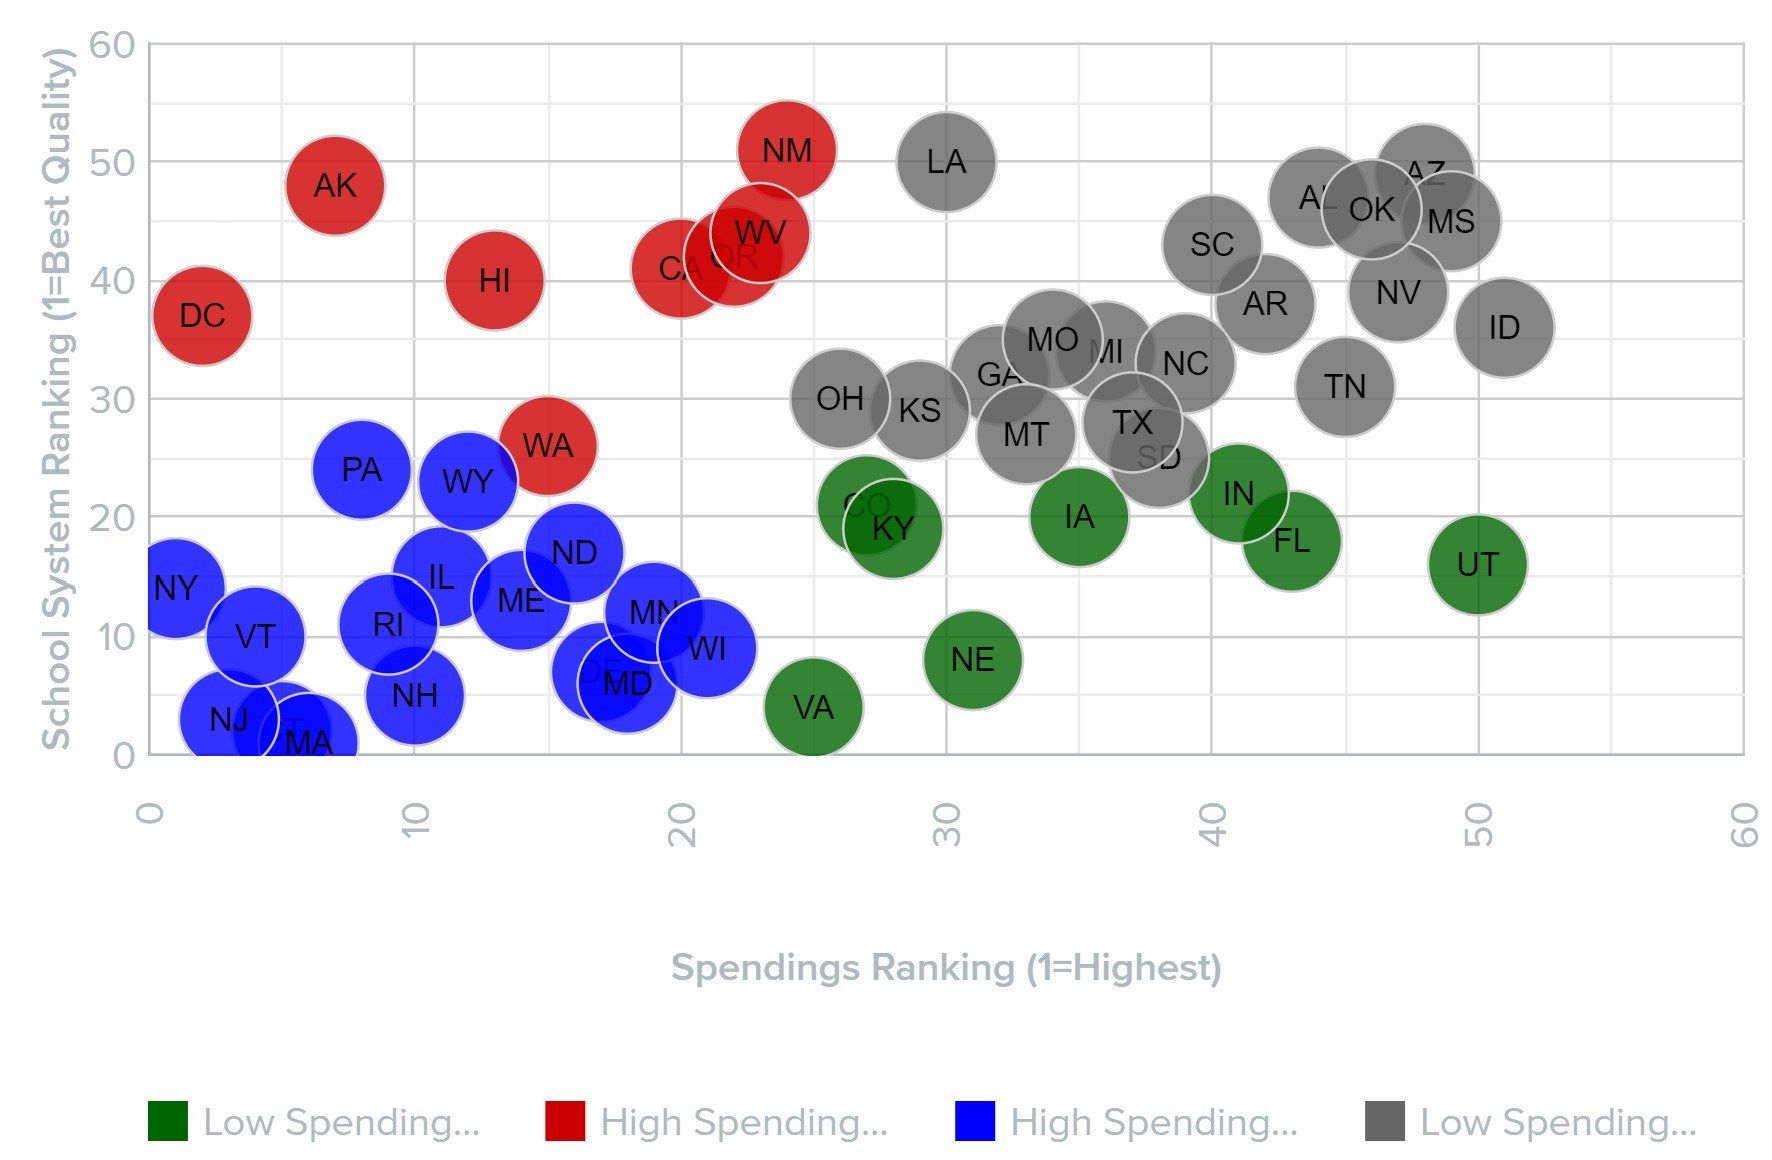 School System Ranking (1=Best Quality)
60
50
40
30
20
10
0
NM
LA
AK
AZ
AL
OK
MS
WV
OR
CA
SC
HI
NV
AR
DC
ID
MO
MI
NC
GA
TN
OH
KS
TX
MT
SD
WA
PA
WY
IN
CO
KY
IA
FL
UT
ND
IL
NY
ME
MN
RI
VT
WI
NE
DE
MD
NH
VA
NJ
MA
0
10
20
30
40
50
60
Spendings Ranking (1=Highest)
Low Spending...
High Spending...
High Spending...
Low Spending...